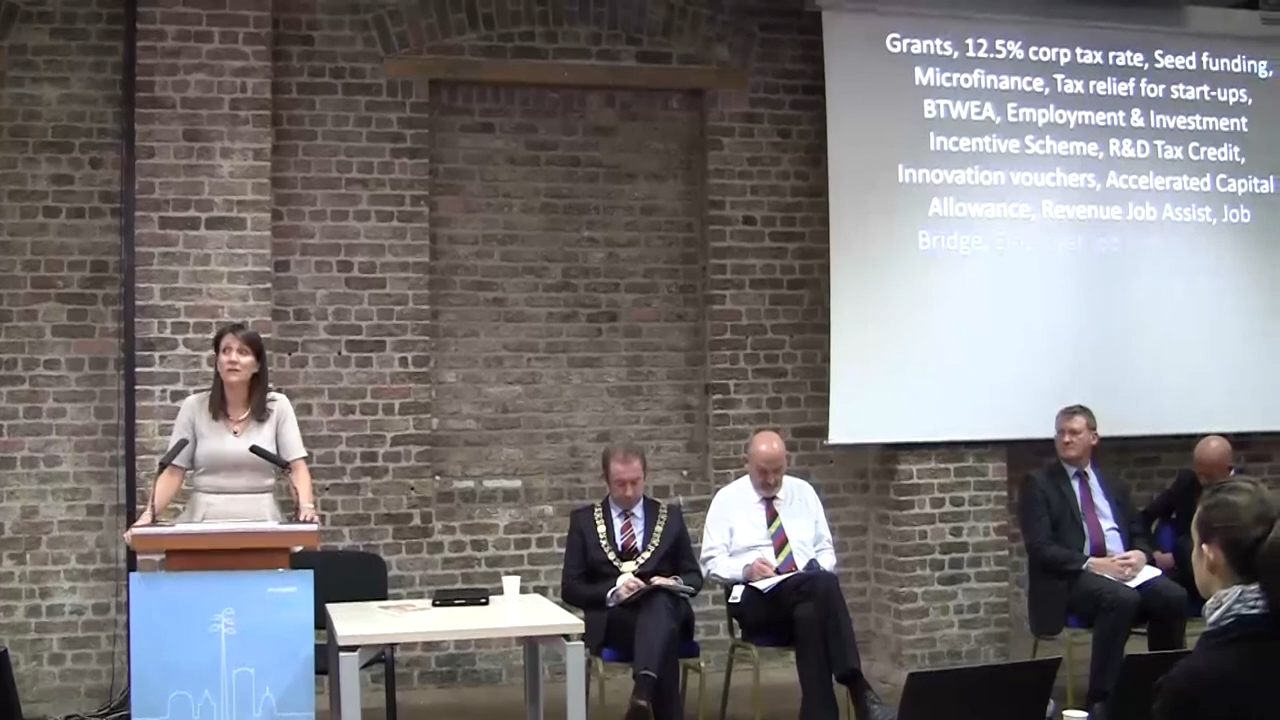 Grants, 12.5% corp tax rate, Seed funding,
Microfinance, Tax relief for start-ups,
BTWEA, Employment & Investment
Incentive Scheme, R&D Tax Credit,
Innovation vouchers, Accelerated Capital
Allowance, Revenue Job Assist, Job
Bridge,